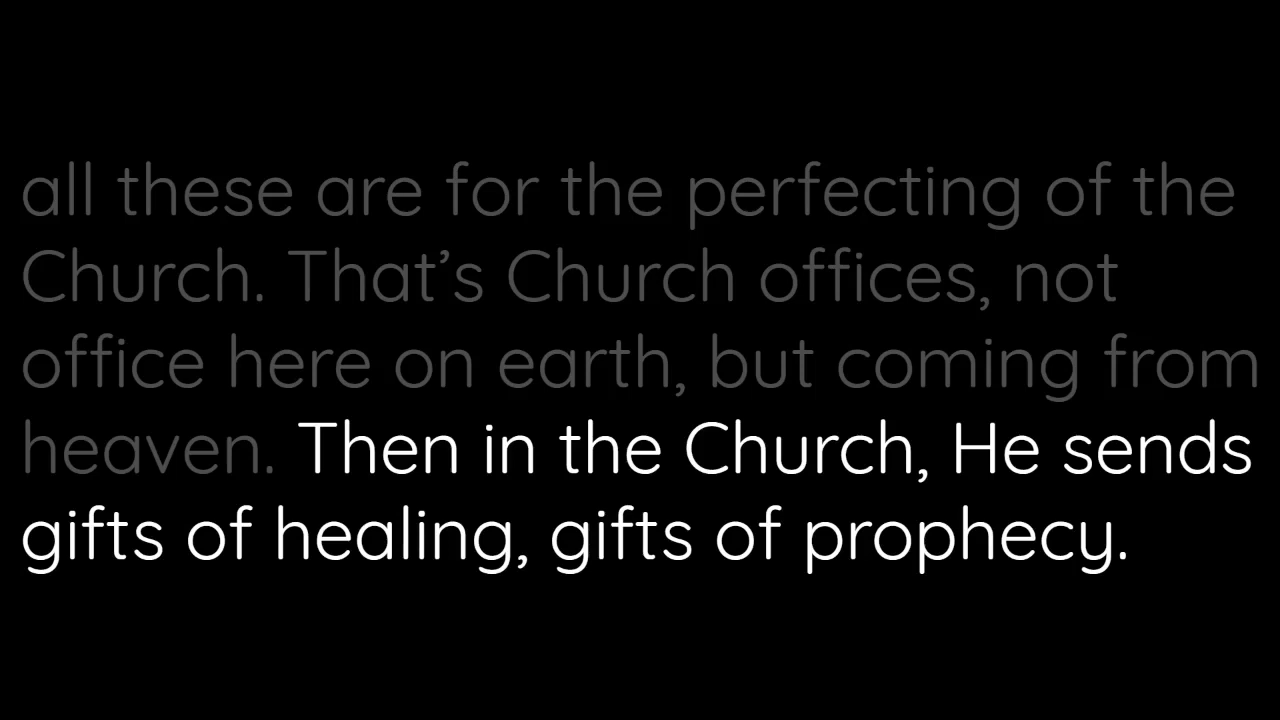 all these are for the perfecting of the
Church. That’s Church offices, not
office here on earth, but coming from
heaven. Then in the Church, He sends
gifts of healing, gifts of prophecy.